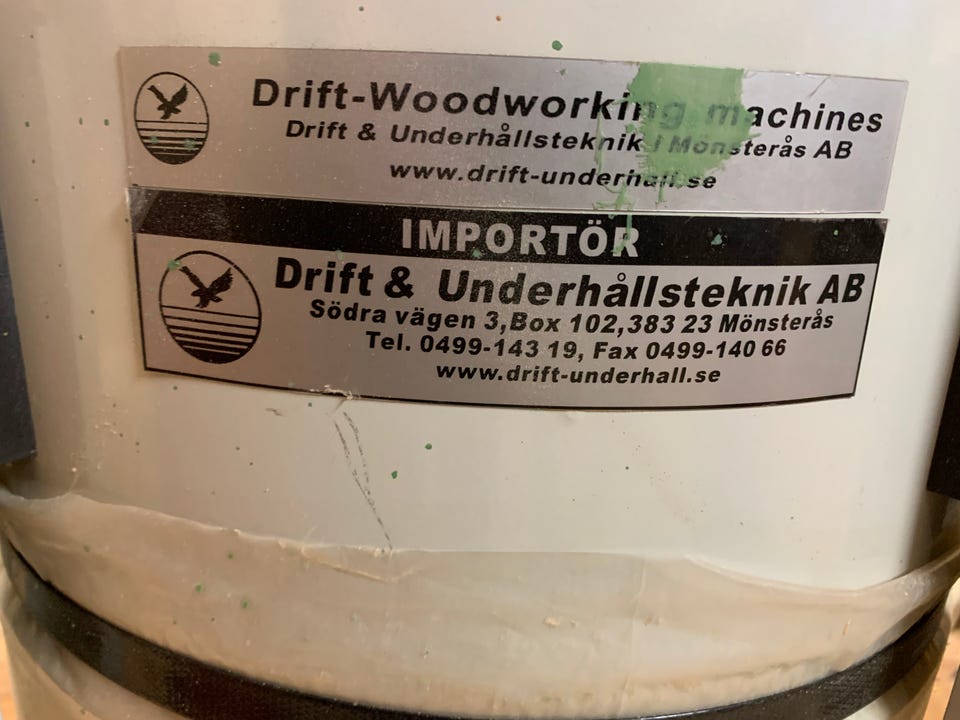 Drift-Woodworking machines
Drift & Underhållsteknik i Mönsterås AB
www.drift-underhall.se
IMPORTÖR
Drift & Underhållsteknik AB
Södra vägen 3, Box 102, 383 23 Mönsterås
Tel. 0499-143 19, Fax 0499-140 66
www.drift-underhall.se